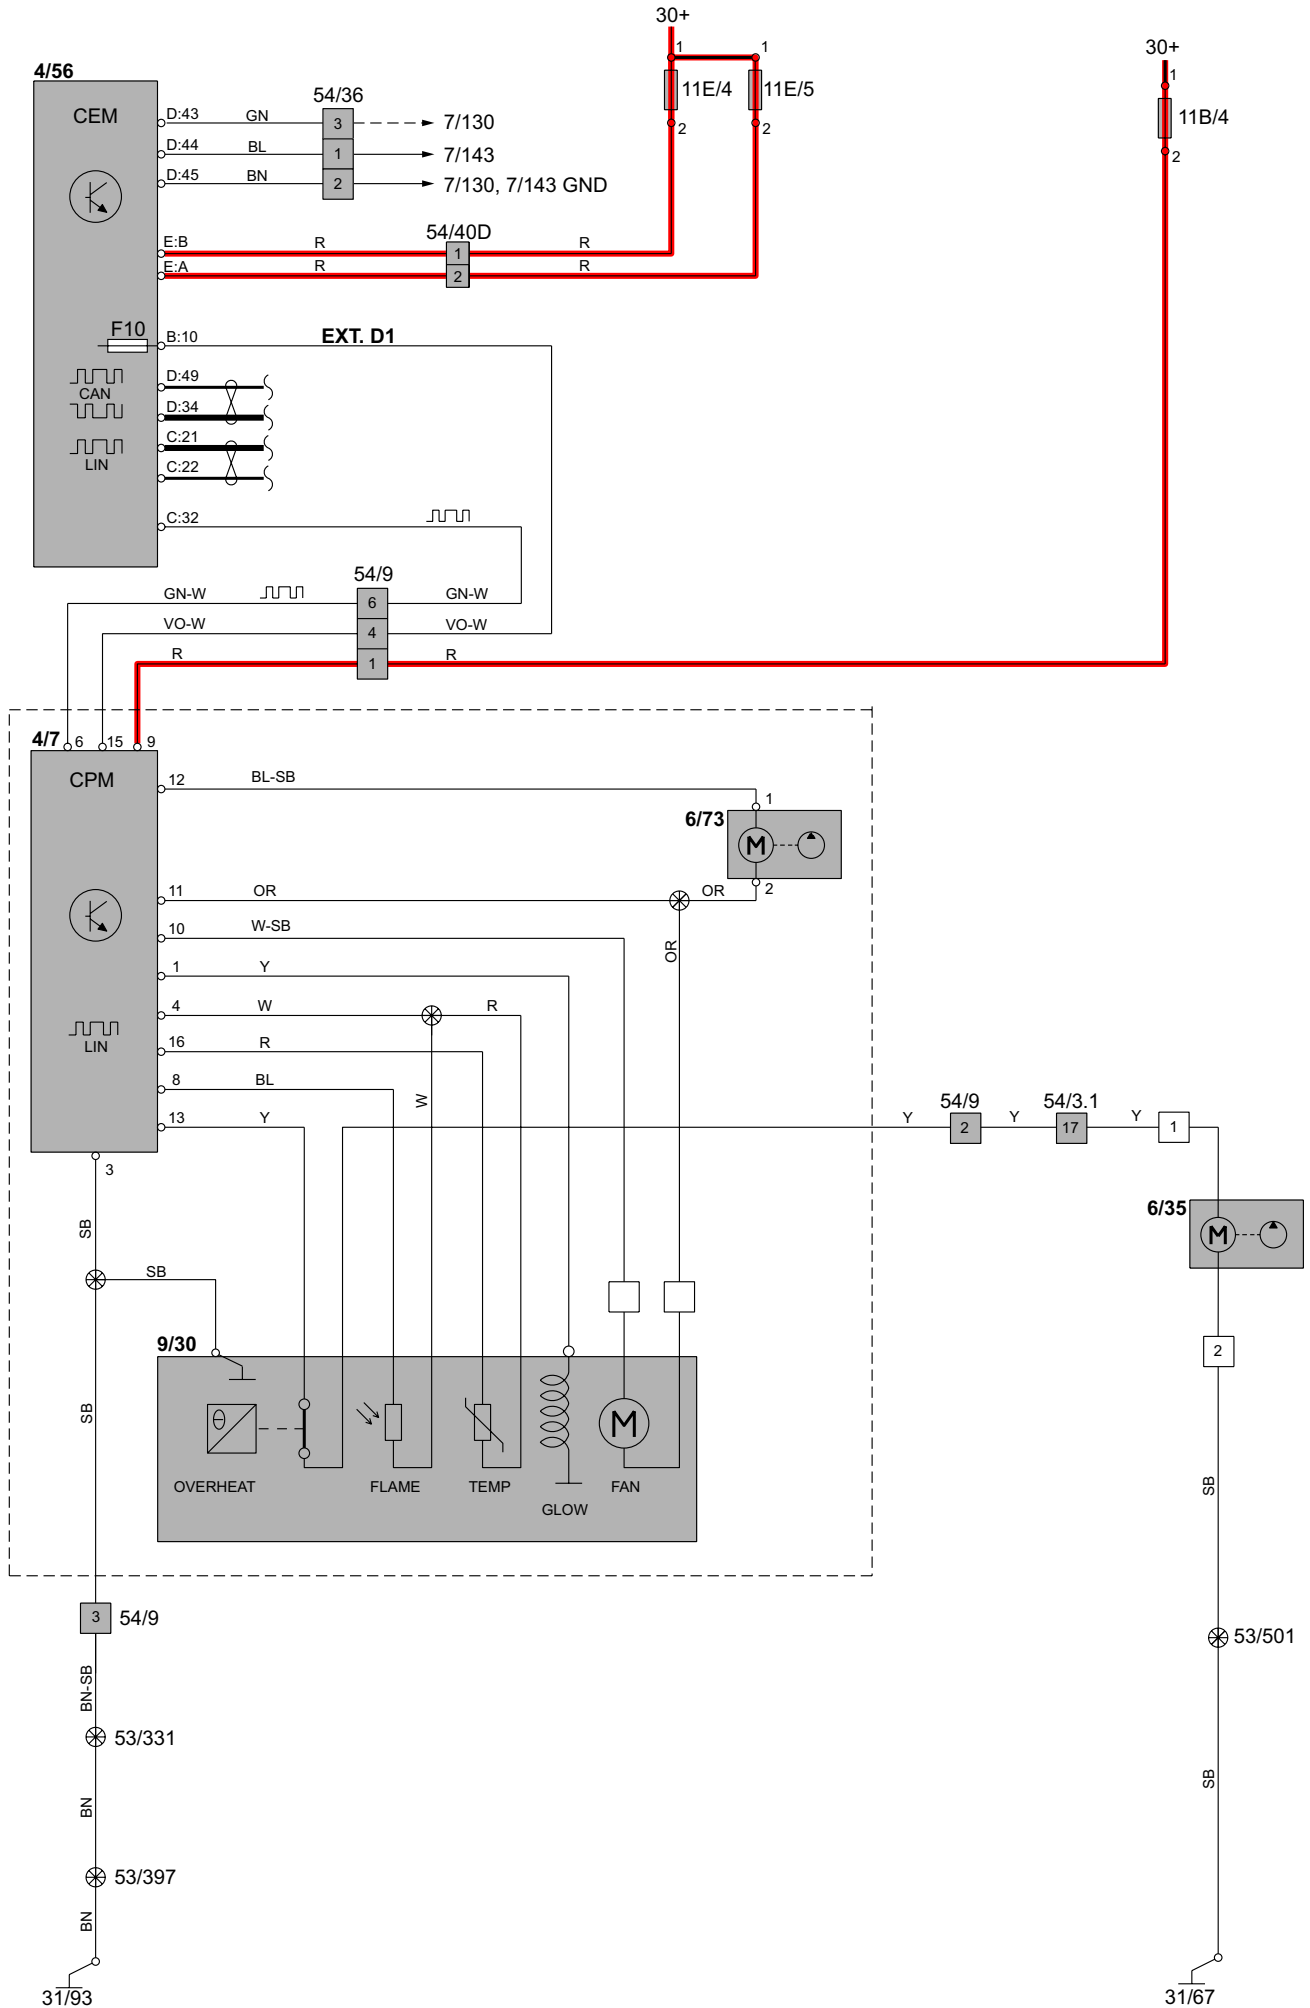 30+
30+
1
1
1
4/56
54/36
11E/4
11E/5
11B/4
CEM
D:43
GN
3
7/130
2
2
2
D:44
BL
1
7/143
D:45
BN
2
7/130, 7/143 GND
54/40D
E:B
R
1
R
E:A
R
2
R
F10
B:10
EXT. D1
D:49
CAN
D:34
C:21
LIN
C:22
C:32
54/9
GN-W
6
GN-W
VO-W
4
VO-W
R
1
R
4/7
6
15
9
CPM
12
BL-SB
1
6/73
M
2
11
OR
OR
10
W-SB
OR
1
Y
4
W
R
LIN
16
R
8
BL
W
13
Y
Y
54/9
2
Y
54/3.1
17
Y
1
3
SB
6/35
M
SB
9/30
2
SB
Θ
M
OVERHEAT
FLAME
TEMP
GLOW
FAN
SB
3
54/9
53/501
BN-SB
53/331
BN
SB
53/397
BN
31/93
31/67